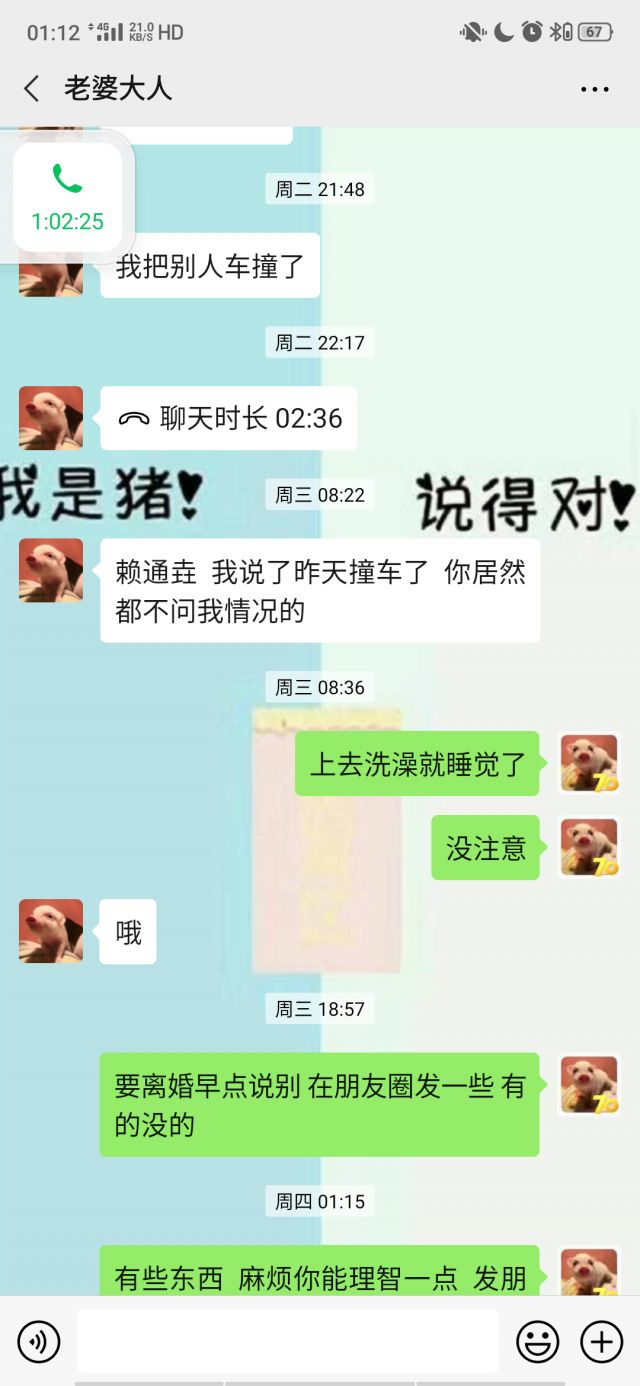 01:12 4G 21.0 KB/S HD 67
老婆大人
1:02:25
周二 21:48
我把别人车撞了
周二 22:17
聊天时长 02:36
我是猪
周三 08:22
说得对
赖通垚 我说了昨天撞车了 你居然
都不问我情况的
周三 08:36
上去洗澡就睡觉了
70
没注意
70
哦
周三 18:57
要离婚早点说别 在朋友圈发一些 有
的没的
70
周四 01:15
有些东西 麻烦你能理智一点 发朋